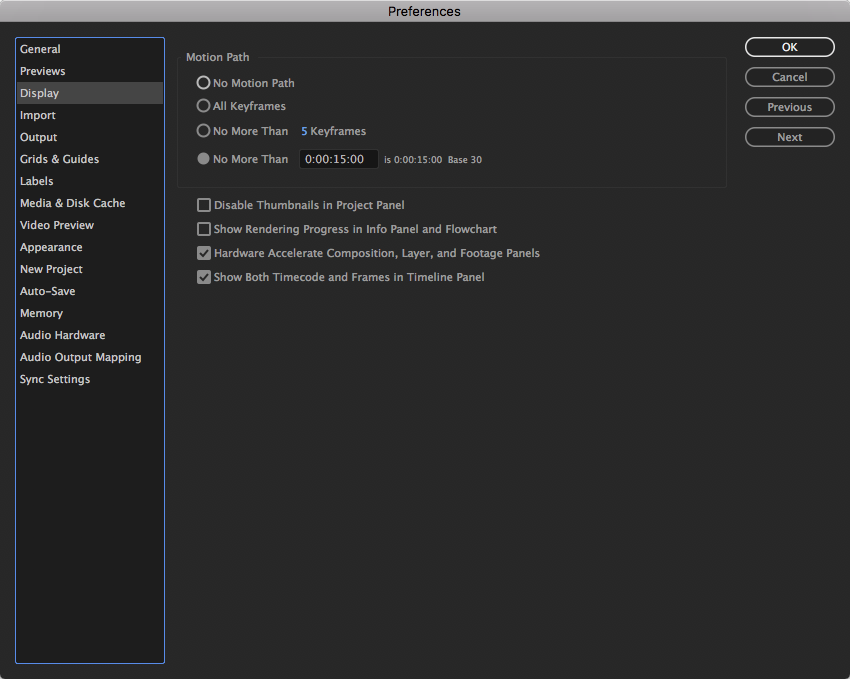 Preferences
General
Previews
Display
Import
Output
Grids & Guides
Labels
Media & Disk Cache
Video Preview
Appearance
New Project
Auto-Save
Memory
Audio Hardware
Audio Output Mapping
Sync Settings
Motion Path
No Motion Path
All Keyframes
No More Than 5 Keyframes
No More Than 0:00:15:00 is 0:00:15:00 Base 30
Disable Thumbnails in Project Panel
Show Rendering Progress in Info Panel and Flowchart
Hardware Accelerate Composition, Layer, and Footage Panels
Show Both Timecode and Frames in Timeline Panel
OK
Cancel
Previous
Next